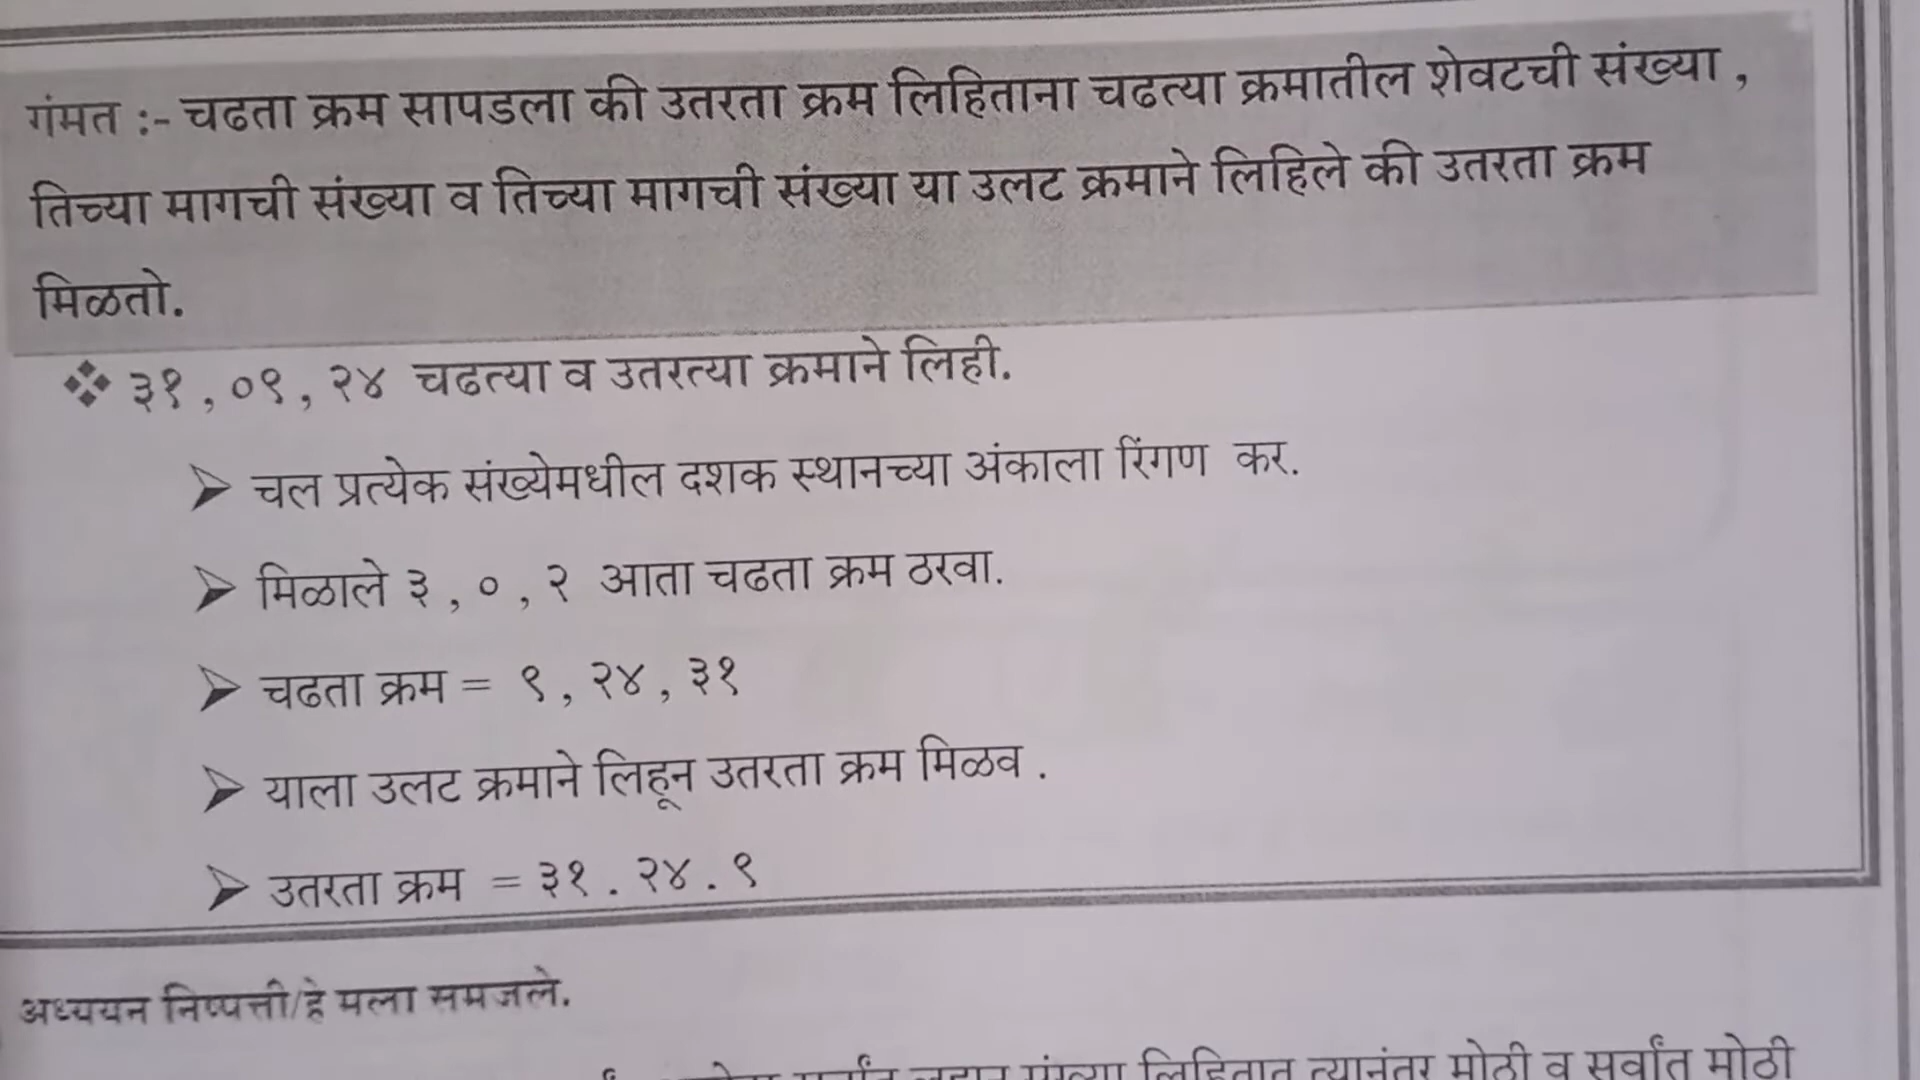 गंमत :- चढता क्रम सापडला की उतरता क्रम लिहिताना चढत्या क्रमातील शेवटची संख्या ,
तिच्या मागची संख्या व तिच्या मागची संख्या या उलट क्रमाने लिहिले की उतरता क्रम
मिळतो.
३१ , ०९ , २४ चढत्या व उतरत्या क्रमाने लिही.
चल प्रत्येक संख्येमधील दशक स्थानच्या अंकाला रिंगण कर.
मिळाले ३ , ० , २ आता चढता क्रम ठरवा.
चढता क्रम = ९ , २४ , ३१
याला उलट क्रमाने लिहून उतरता क्रम मिळव .
उतरता क्रम = ३१ . २४ . ९
अध्ययन निष्पत्ती/हे मला समजले.
लिहितात त्यानंतर मोठी व सर्वांत मोठी